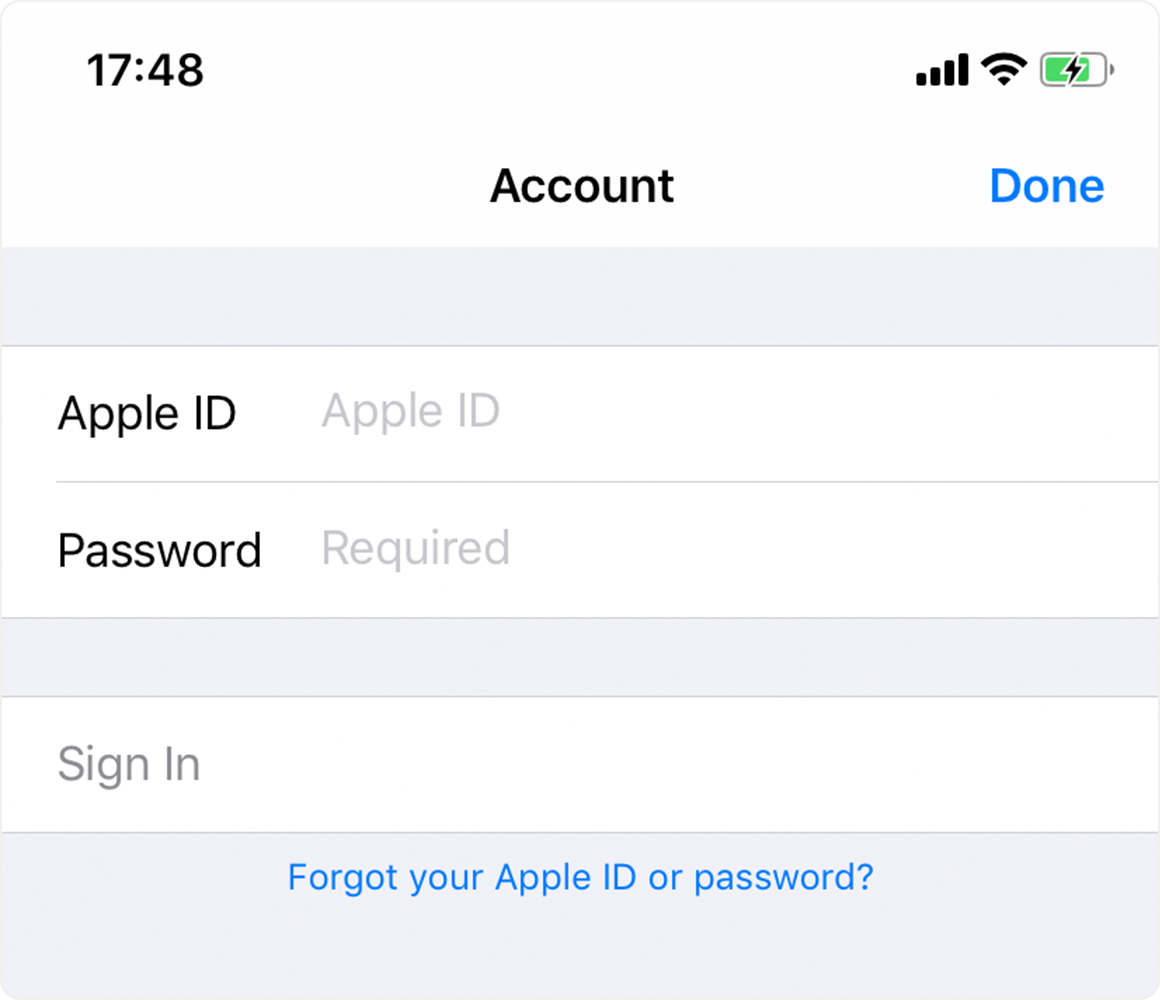 17:48
Account Done
Apple ID Apple ID
Password Required
Sign In
Forgot your Apple ID or password?